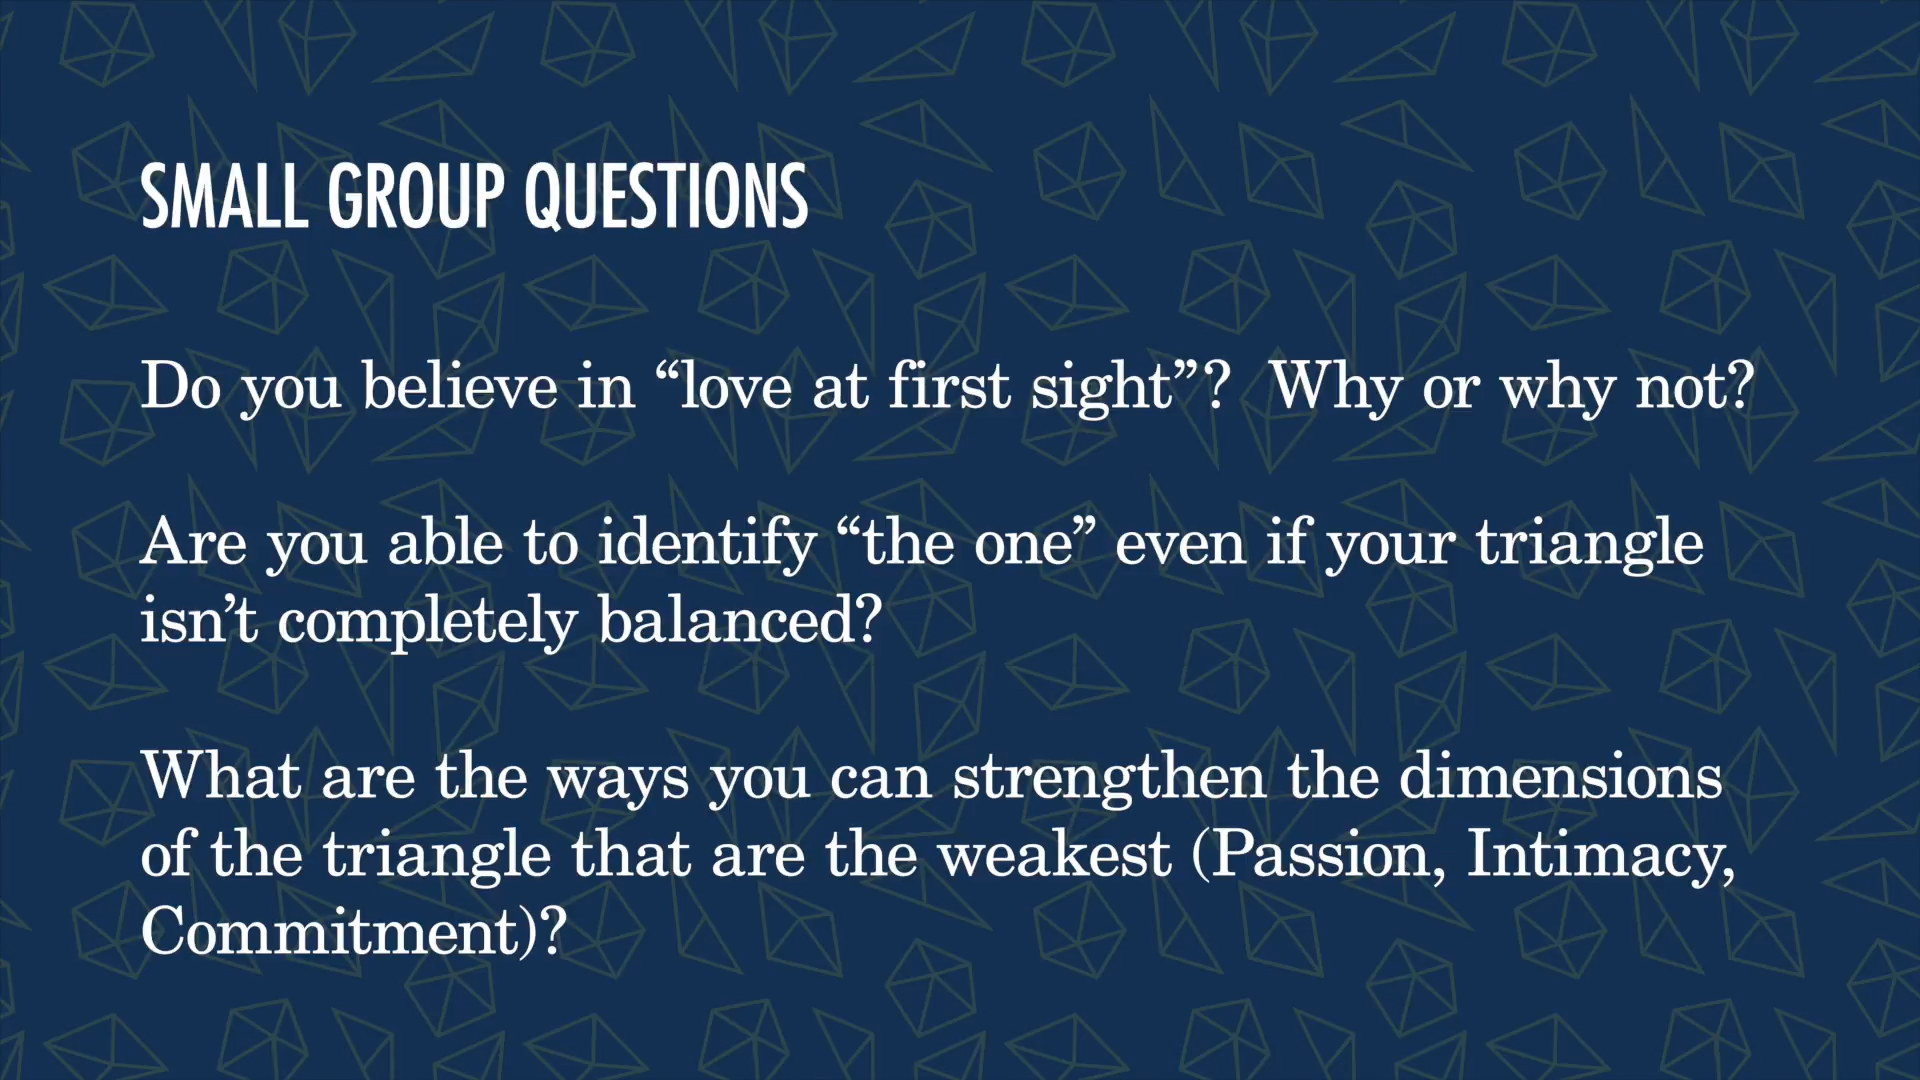 SMALL GROUP QUESTIONS
Do you believe in “love at first sight”?  Why or why not?
Are you able to identify “the one” even if your triangle
isn’t completely balanced?
What are the ways you can strengthen the dimensions
of the triangle that are the weakest (Passion, Intimacy,
Commitment)?